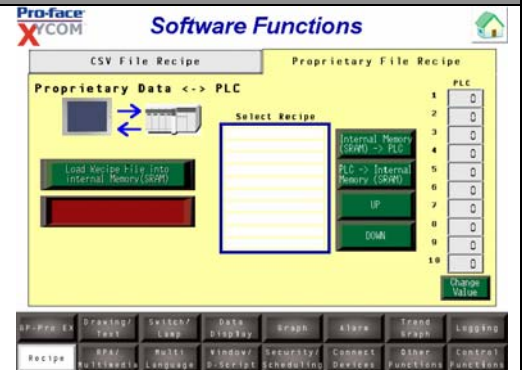 Pro-face
XYCOM
Software Functions
CSV File Recipe
Proprietary File Recipe
Proprietary Data <-> PLC
Select Recipe
Load Recipe File into
internal Memory(SRAM)
Internal Memory
(SRAM) -> PLC
PLC -> Internal
Memory (SRAM)
UP
DOWN
PLC
1 0
2 0
3 0
4 0
5 0
6 0
7 0
8 0
9 0
10 0
Change
Value
GP-Pro EX
Drawing/
Text
Switch/
Lamp
Data
Display
Graph
Alarm
Trend
Graph
Logging
Recipe
RPA/
Multimedia
Multi
Language
Window/
D-Script
Security/
Scheduling
Connect
Devices
Other
Functions
Control
Functions